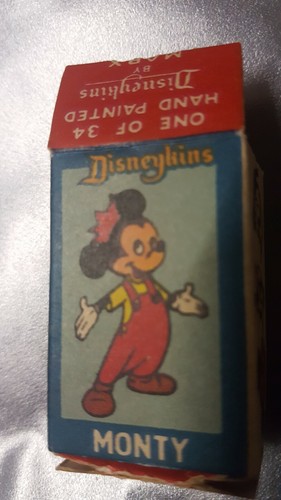 ONE OF 34
HAND PAINTED
Disneykins
BY
MARX
Disneykins
MONTY